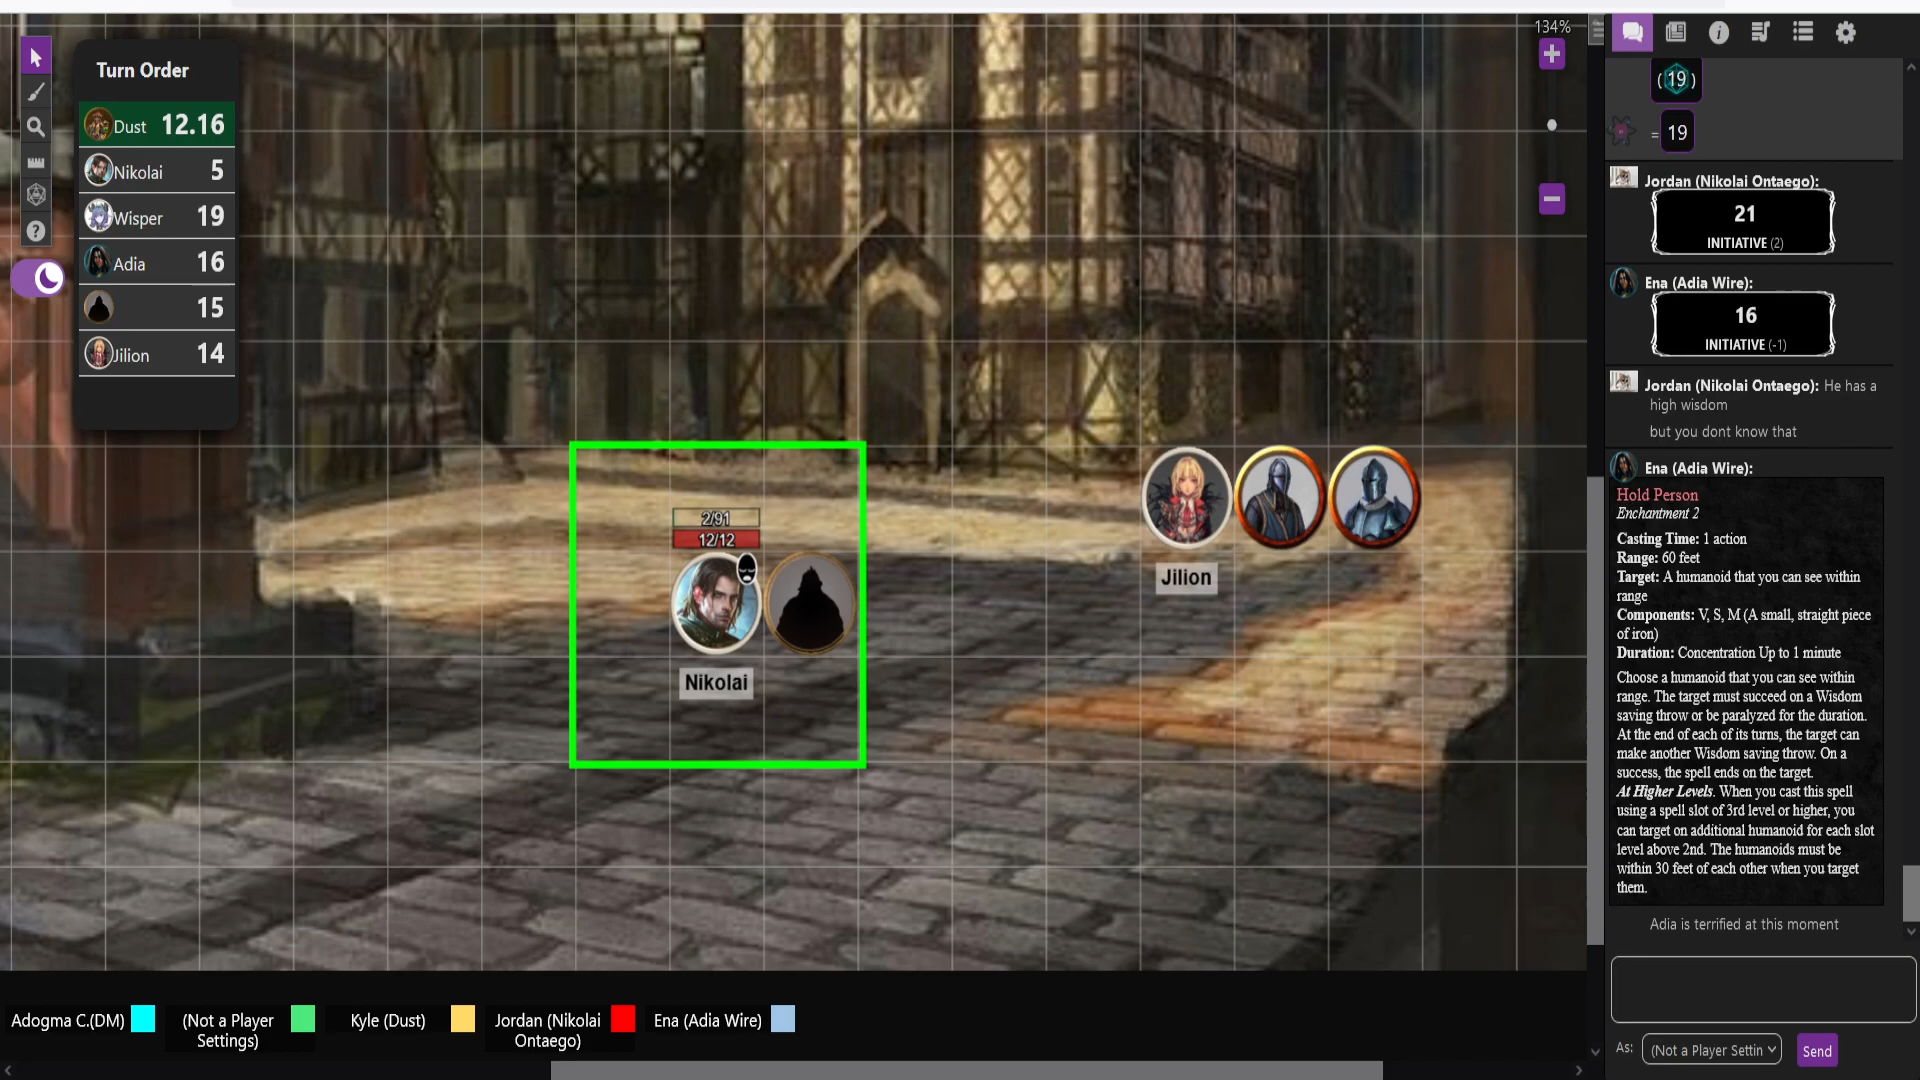 134%
Turn Order
Dust 12.16
Nikolai 5
Wisper 19
Adia 16
15
Jilion 14
2/91
12/12
Nikolai
Jilion
(19)
= 19
Jordan (Nikolai Ontaego):
21
INITIATIVE (2)
Ena (Adia Wire):
16
INITIATIVE (-1)
Jordan (Nikolai Ontaego): He has a
high wisdom
but you dont know that
Ena (Adia Wire):
Hold Person
Enchantment 2
Casting Time: 1 action
Range: 60 feet
Target: A humanoid that you can see within
range
Components: V, S, M (A small, straight piece
of iron)
Duration: Concentration Up to 1 minute
Choose a humanoid that you can see within
range. The target must succeed on a Wisdom
saving throw or be paralyzed for the duration.
At the end of each of its turns, the target can
make another Wisdom saving throw. On a
success, the spell ends on the target.
At Higher Levels. When you cast this spell
using a spell slot of 3rd level or higher, you
can target on additional humanoid for each slot
level above 2nd. The humanoids must be
within 30 feet of each other when you target
them.
Adia is terrified at this moment
As: (Not a Player Settin Send
Adogma C.(DM)
(Not a Player
Settings)
Kyle (Dust)
Jordan (Nikolai
Ontaego)
Ena (Adia Wire)